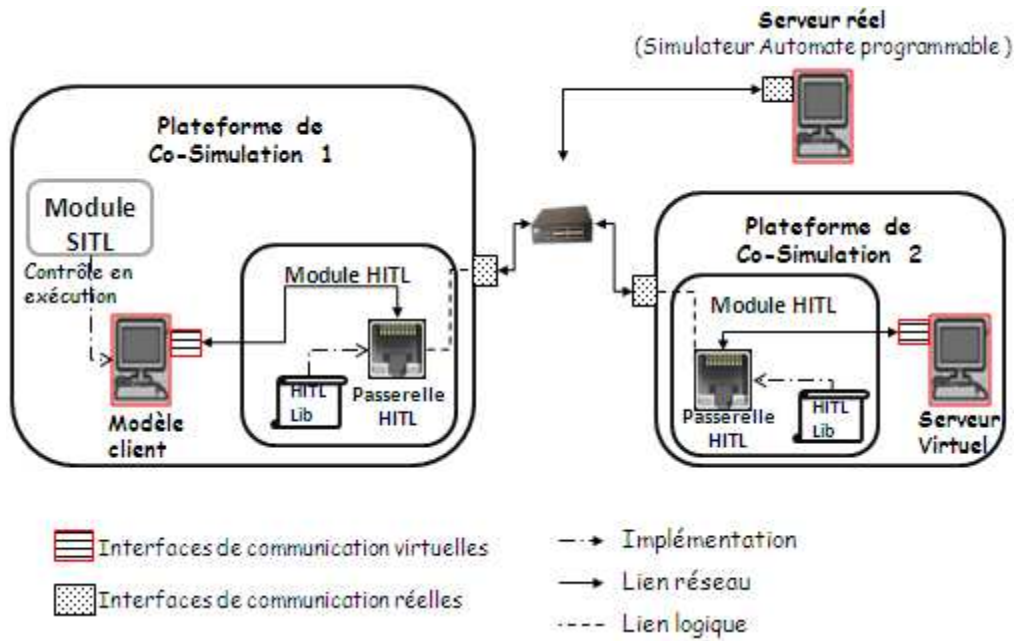 Serveur réel
(Simulateur Automate programmable)
Plateforme de
Co-Simulation 1
Module
SITL
Contrôle en
exécution
Modèle
client
Module HITL
HITL
Lib
Passerelle
HITL
Plateforme de
Co-Simulation 2
Module HITL
Passerelle
HITL
HITL
Lib
Serveur
Virtuel
Interfaces de communication virtuelles
Interfaces de communication réelles
Implémentation
Lien réseau
Lien logique